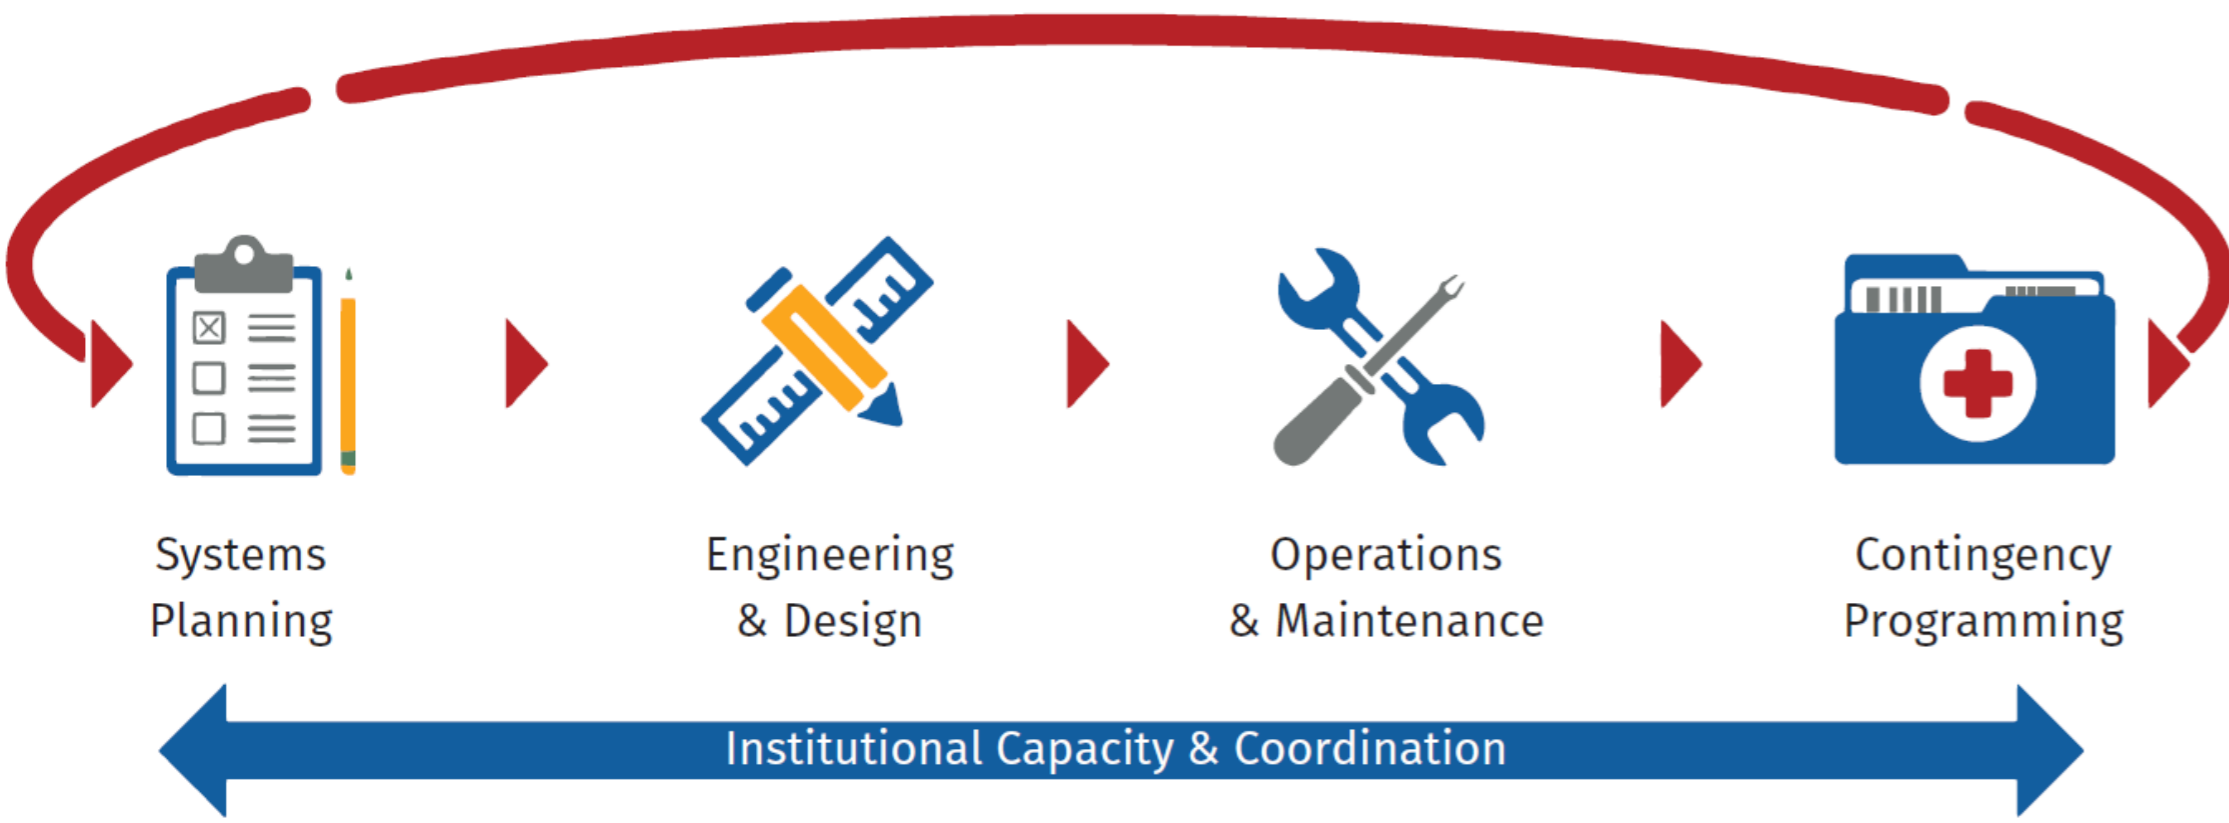 Systems
Planning
Engineering
& Design
Operations
& Maintenance
Contingency
Programming
Institutional Capacity & Coordination